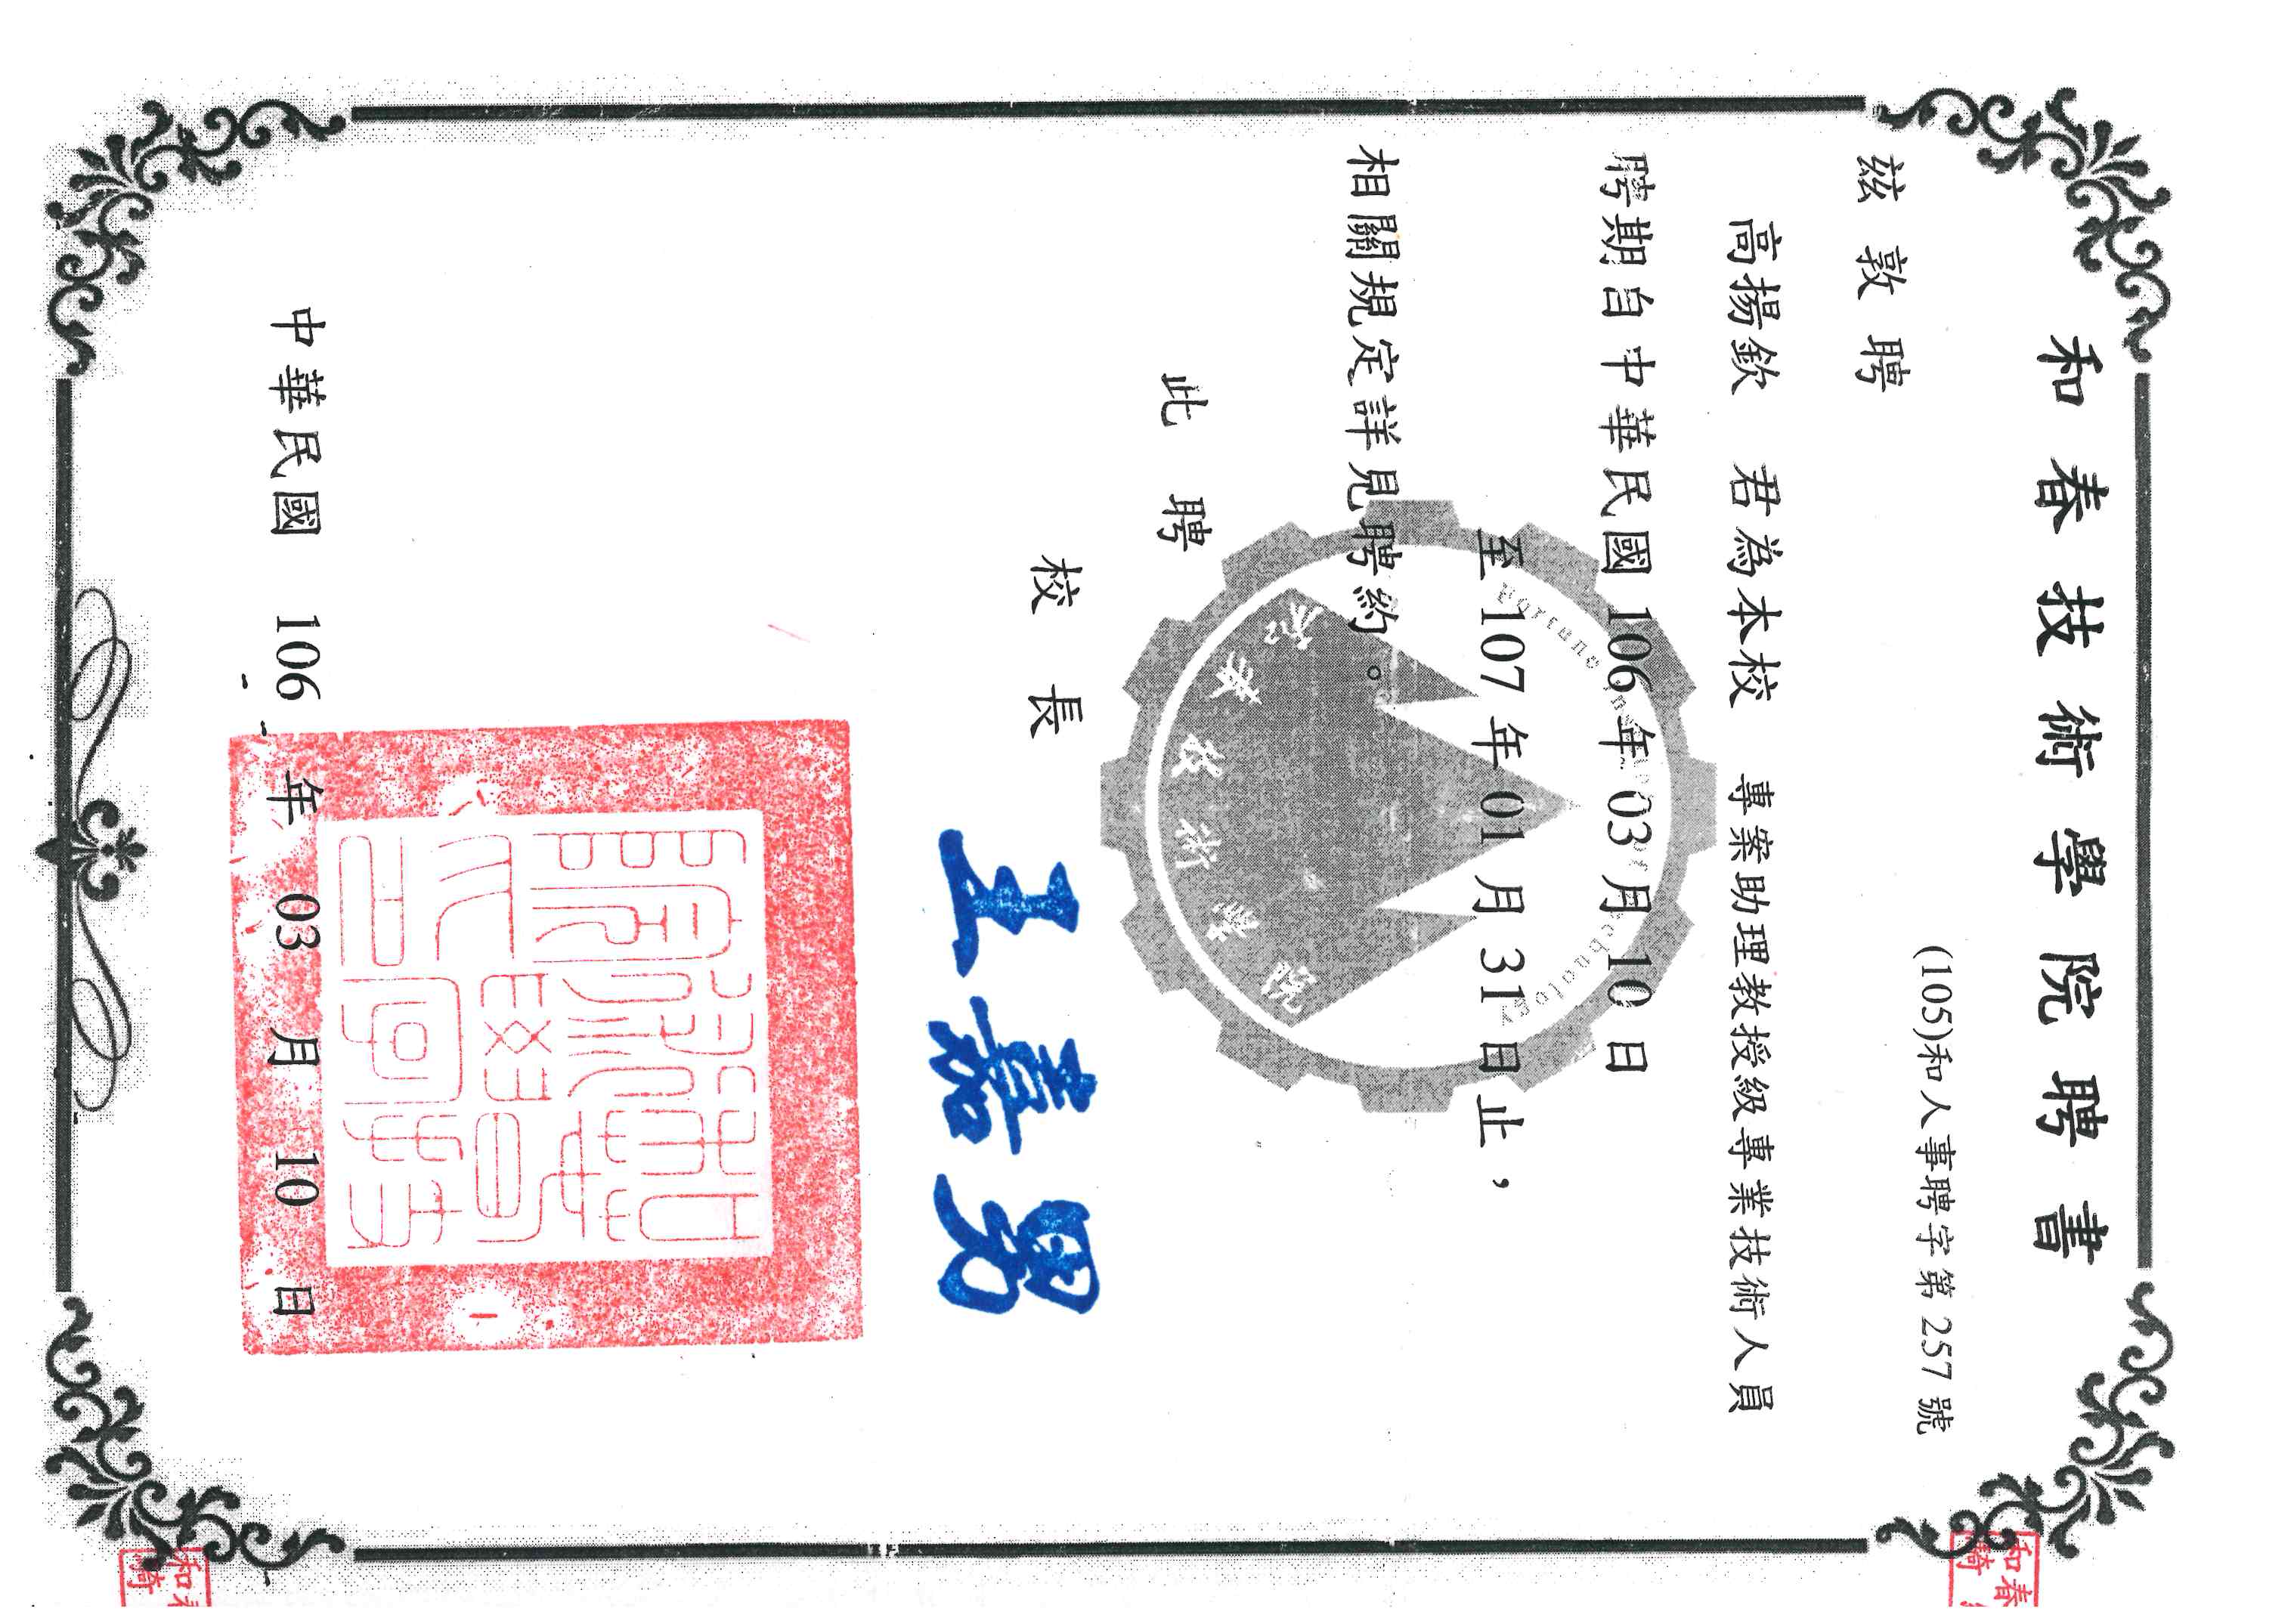 和春技術學院聘書
和春
騎
(105)和人事聘字第 257 號
茲敦聘
高揚欽 君為本校 專案助理教授級專業技術人員
聘期自中華民國 106 年 03 月 10 日
至 107 年 01 月 31 日止，
相關規定詳見聘約。
Fortune Institute of Technology
和春技術學院
此聘
校長 王嘉男
和春技術學院印
中華民國 106 年 03 月 10 日
和春
騎